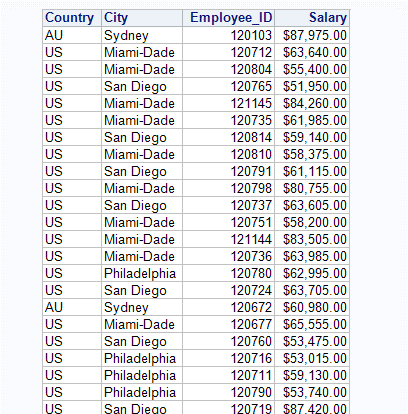 Country City Employee_ID Salary
AU Sydney 120103 $87,975.00
US Miami-Dade 120712 $63,640.00
US Miami-Dade 120804 $55,400.00
US San Diego 120765 $51,950.00
US Miami-Dade 121145 $84,260.00
US Miami-Dade 120735 $61,985.00
US San Diego 120814 $59,140.00
US Miami-Dade 120810 $58,375.00
US San Diego 120791 $61,115.00
US Miami-Dade 120798 $80,755.00
US San Diego 120737 $63,605.00
US Miami-Dade 120751 $58,200.00
US Miami-Dade 121144 $83,505.00
US Miami-Dade 120736 $63,985.00
US Philadelphia 120780 $62,995.00
US San Diego 120724 $63,705.00
AU Sydney 120672 $60,980.00
US Miami-Dade 120677 $65,555.00
US San Diego 120760 $53,475.00
US Philadelphia 120716 $53,015.00
US Philadelphia 120711 $59,130.00
US Philadelphia 120790 $53,740.00
US San Diego 120719 $87,420.00